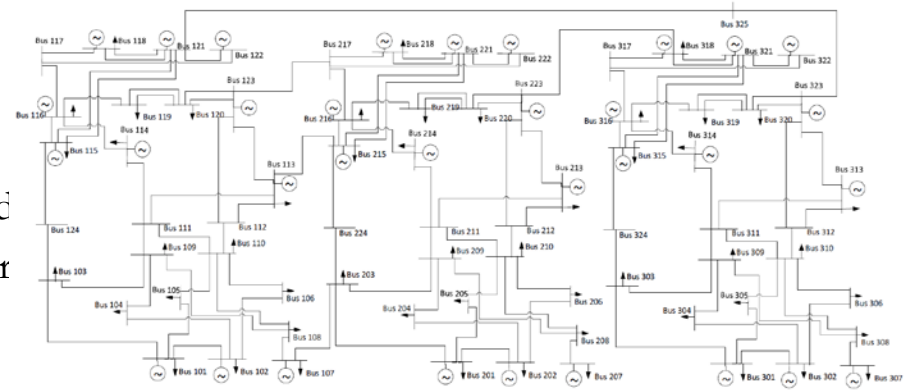 Bus 325
Bus 117
Bus 118
Bus 121
Bus 122
Bus 217
Bus 218
Bus 221
Bus 222
Bus 317
Bus 318
Bus 321
Bus 322
Bus 123
Bus 223
Bus 323
Bus 116
Bus 119
Bus 120
Bus 216
Bus 219
Bus 220
Bus 316
Bus 319
Bus 320
Bus 114
Bus 214
Bus 314
Bus 115
Bus 215
Bus 315
Bus 113
Bus 213
Bus 313
d
Bus 124
Bus 111
Bus 112
Bus 224
Bus 211
Bus 212
Bus 324
Bus 311
Bus 312
Bus 109
Bus 110
Bus 209
Bus 210
Bus 309
Bus 310
r
Bus 103
Bus 203
Bus 303
Bus 105
Bus 106
Bus 205
Bus 206
Bus 305
Bus 306
Bus 104
Bus 204
Bus 304
Bus 108
Bus 208
Bus 308
Bus 101
Bus 102
Bus 107
Bus 201
Bus 202
Bus 207
Bus 301
Bus 302
Bus 307